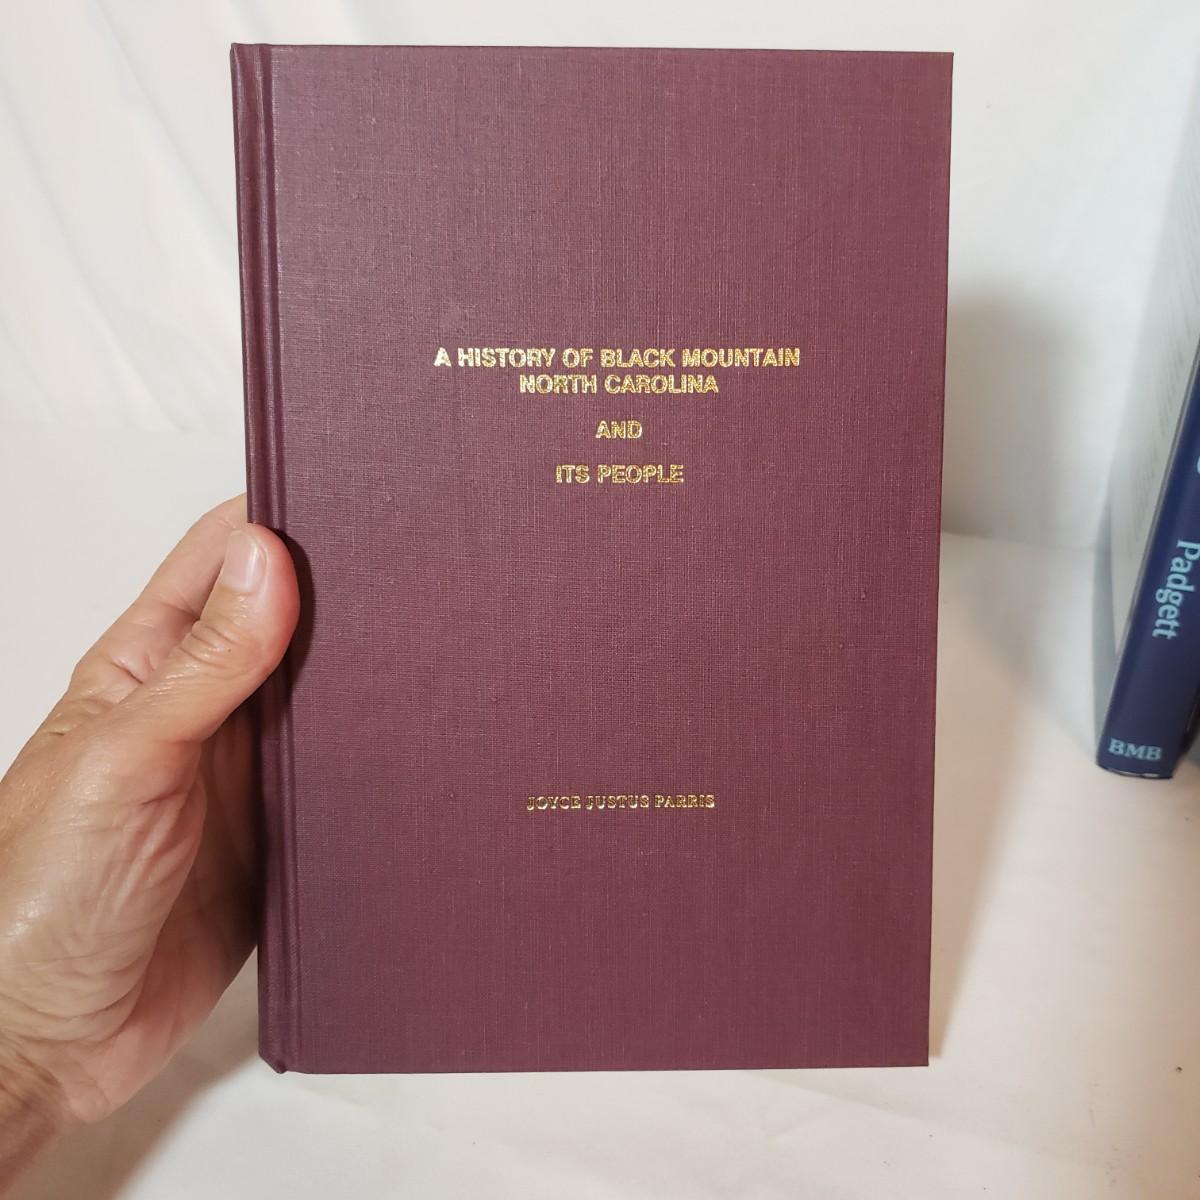 A HISTORY OF BLACK MOUNTAIN
NORTH CAROLINA
AND
ITS PEOPLE
JOYCE JUSTUS PARRIS
Padgett
BMB